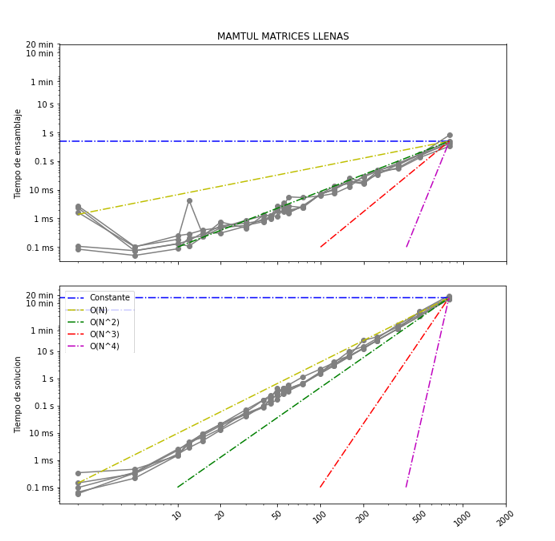 MAMTUL MATRICES LLENAS
Tiempo de ensamblaje
20 min
10 min
1 min
10 s
1 s
0.1 s
10 ms
1 ms
0.1 ms
Tiempo de solucion
20 min
10 min
1 min
10 s
1 s
0.1 s
10 ms
1 ms
0.1 ms
Constante
O(N)
O(N^2)
O(N^3)
O(N^4)
10
20
50
100
200
500
1000
2000